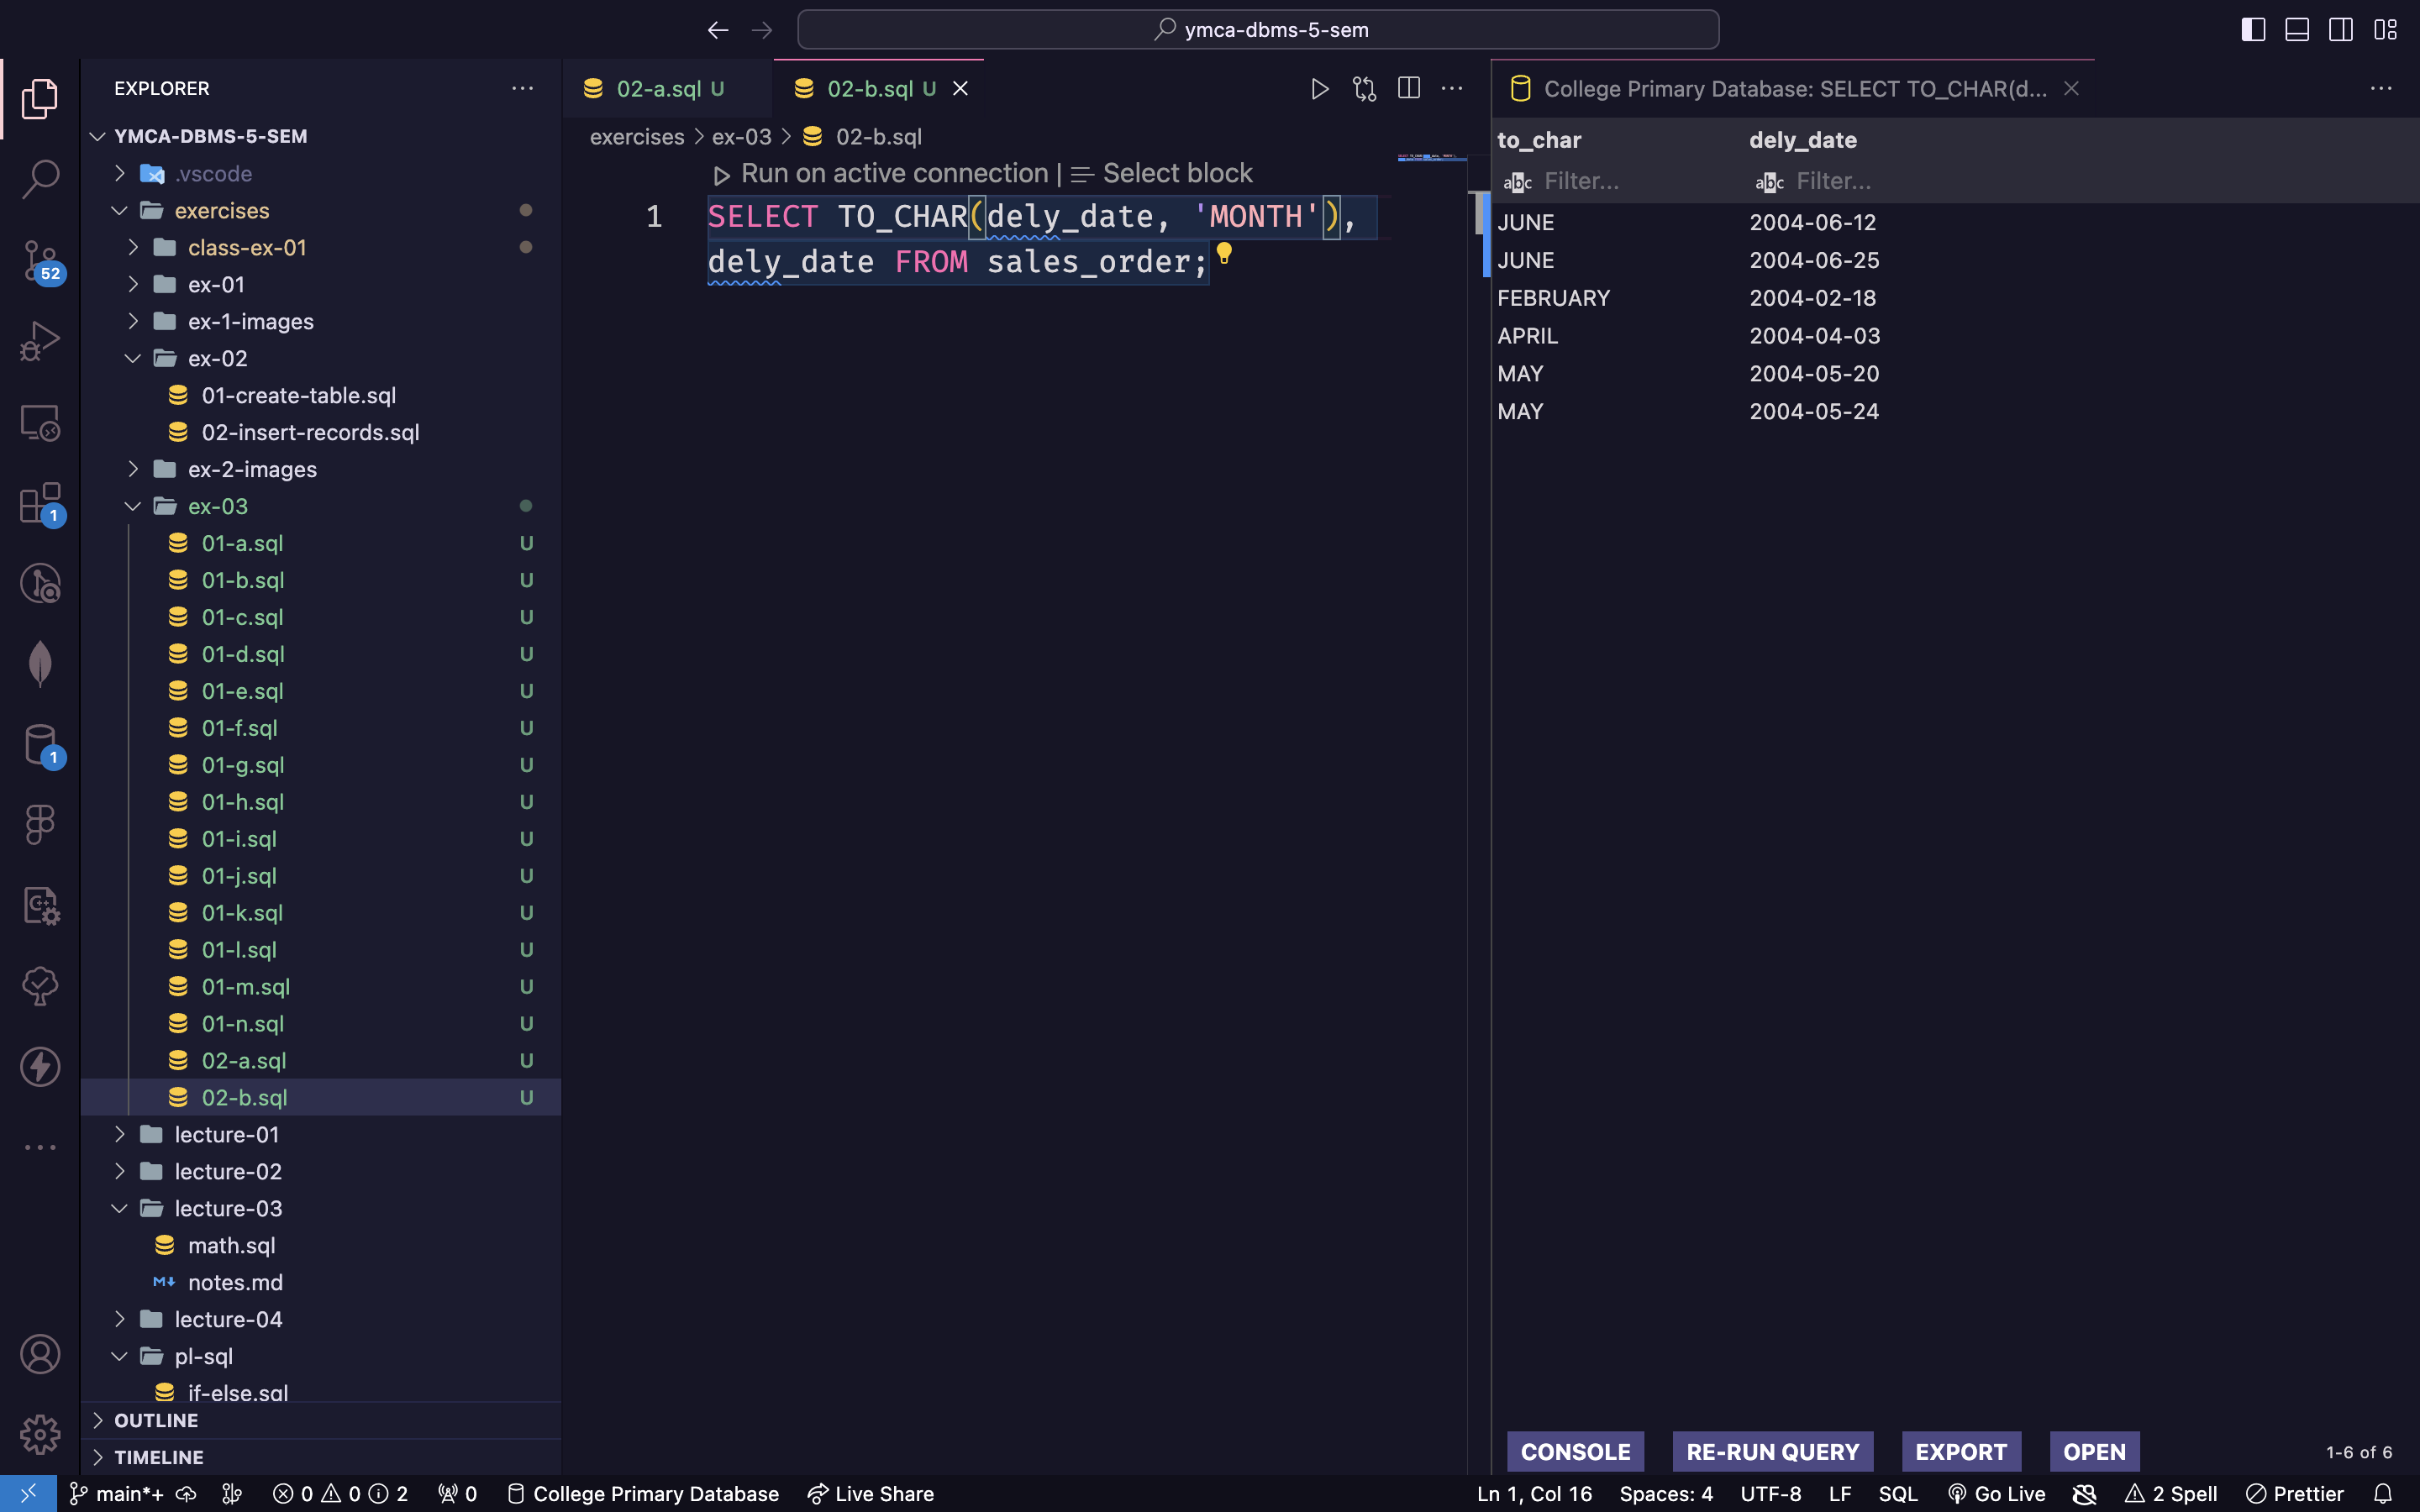 ymca-dbms-5-sem
EXPLORER
YMCA-DBMS-5-SEM
.vscode
exercises
class-ex-01
ex-01
ex-1-images
ex-02
01-create-table.sql
02-insert-records.sql
ex-2-images
ex-03
01-a.sql U
01-b.sql U
01-c.sql U
01-d.sql U
01-e.sql U
01-f.sql U
01-g.sql U
01-h.sql U
01-i.sql U
01-j.sql U
01-k.sql U
01-l.sql U
01-m.sql U
01-n.sql U
02-a.sql U
02-b.sql U
lecture-01
lecture-02
lecture-03
math.sql
notes.md
lecture-04
pl-sql
if-else.sql
OUTLINE
TIMELINE
52
1
1
02-a.sql U
02-b.sql U
exercises > ex-03 > 02-b.sql
Run on active connection | Select block
1
SELECT TO_CHAR(dely_date, 'MONTH'),
dely_date FROM sales_order;
College Primary Database: SELECT TO_CHAR(d...
to_char dely_date
abc Filter... abc Filter...
JUNE 2004-06-12
JUNE 2004-06-25
FEBRUARY 2004-02-18
APRIL 2004-04-03
MAY 2004-05-20
MAY 2004-05-24
CONSOLE RE-RUN QUERY EXPORT OPEN 1-6 of 6
main*+ 0 0 2 0 College Primary Database Live Share Ln 1, Col 16 Spaces: 4 UTF-8 LF SQL Go Live 2 Spell Prettier